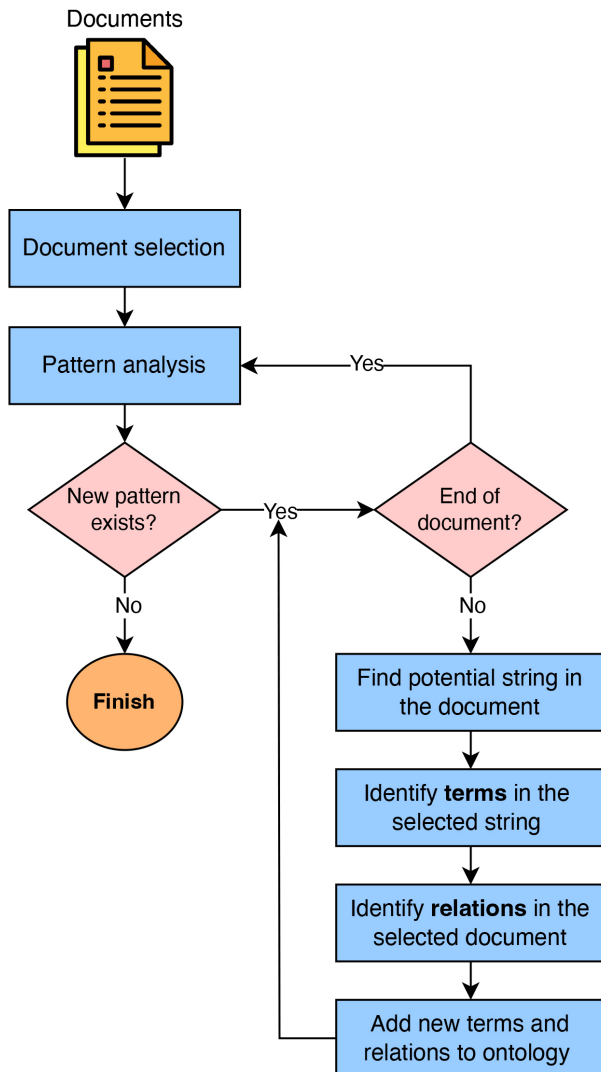 Documents
Document selection
Pattern analysis
Yes
New pattern
exists?
Yes
End of
document?
No
No
Finish
Find potential string in
the document
Identify terms in the
selected string
Identify relations in the
selected document
Add new terms and
relations to ontology